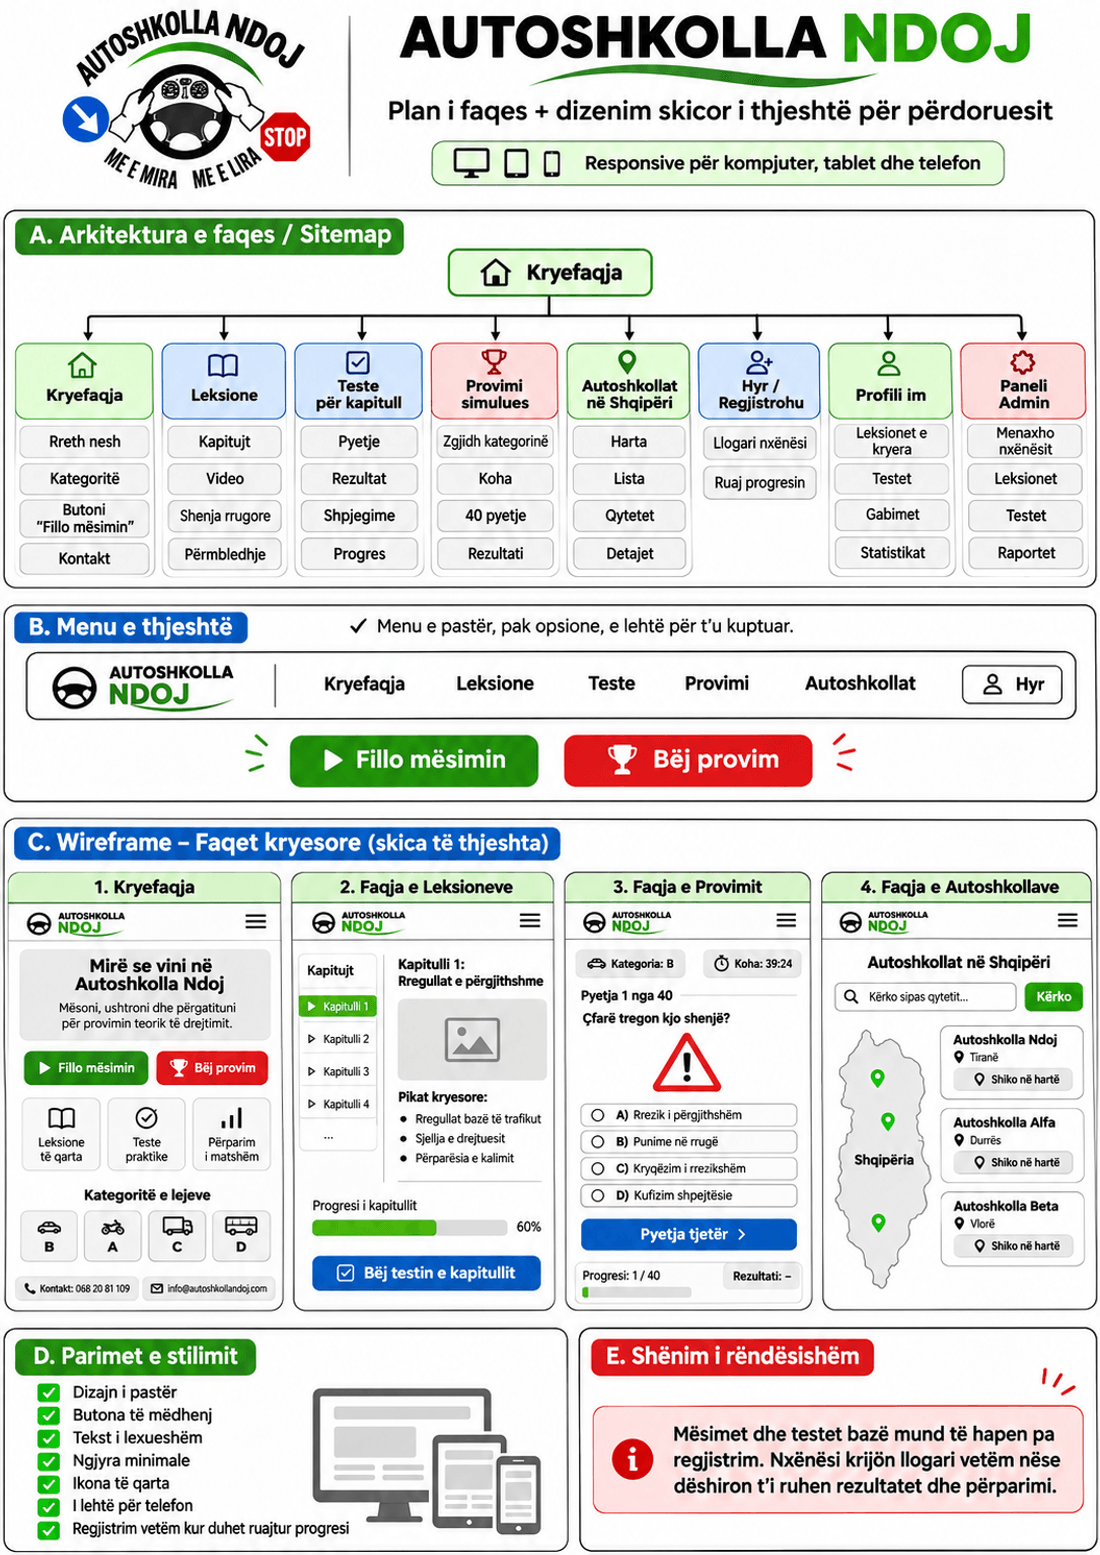 AUTOSHKOLLA NDOJ
STOP
ME E MIRA ME E LIRA
AUTOSHKOLLA NDOJ
Plan i faqes + dizenim skicor i thjeshtë për përdoruesit
Responsive për kompjuter, tablet dhe telefon
A. Arkitektura e faqes / Sitemap
Kryefaqja
Kryefaqja
Rreth nesh
Kategoritë
Butoni
“Fillo mësimin”
Kontakt
Leksione
Kapitujt
Video
Shenja rrugore
Përmbledhje
Teste
për kapitull
Pyetje
Rezultat
Shpjegime
Progres
Provimi
simulues
Zgjidh kategorinë
Koha
40 pyetje
Rezultati
Autoshkollat
në Shqipëri
Harta
Lista
Qytetet
Detajet
Hyr /
Regjistrohu
Llogari nxënësi
Ruaj progresin
Profili im
Leksionet e
kryera
Testet
Gabimet
Statistikat
Paneli
Admin
Menaxho
nxënësit
Leksionet
Testet
Raportet
B. Menu e thjeshtë
Menu e pastër, pak opsione, e lehtë për t’u kuptuar.
AUTOSHKOLLA
NDOJ
Kryefaqja
Leksione
Teste
Provimi
Autoshkollat
Hyr
Fillo mësimin
Bëj provim
C. Wireframe – Faqet kryesore (skica të thjeshta)
1. Kryefaqja
AUTOSHKOLLA
NDOJ
Mirë se vini në
Autoshkolla Ndoj
Mësoni, ushtroni dhe përgatituni
për provimin teorik të drejtimit.
Fillo mësimin
Bëj provim
Leksione
të qarta
Teste
praktike
Përparim
i matshëm
Kategoritë e lejeve
B
A
C
D
Kontakt: 068 20 81 109
info@autoshkollandoj.com
2. Faqja e Leksioneve
AUTOSHKOLLA
NDOJ
Kapitujt
Kapitulli 1
Kapitulli 2
Kapitulli 3
Kapitulli 4
...
Kapitulli 1:
Rregullat e përgjithshme
Pikat kryesore:
• Rregullat bazë të trafikut
• Sjellja e drejtuesit
• Përparësia e kalimit
Progresi i kapitullit
60%
Bëj testin e kapitullit
3. Faqja e Provimit
AUTOSHKOLLA
NDOJ
Kategoria: B
Koha: 39:24
Pyetja 1 nga 40
Çfarë tregon kjo shenjë?
!
A) Rrezik i përgjithshëm
B) Punime në rrugë
C) Kryqëzim i rrezikshëm
D) Kufizim shpejtësie
Pyetja tjetër >
Progresi: 1 / 40
Rezultati: –
4. Faqja e Autoshkollave
AUTOSHKOLLA
NDOJ
Autoshkollat në Shqipëri
Kërko sipas qytetit...
Kërko
Shqipëria
Autoshkolla Ndoj
Tiranë
Shiko në hartë
Autoshkolla Alfa
Durrës
Shiko në hartë
Autoshkolla Beta
Vlorë
Shiko në hartë
D. Parimet e stilimit
Dizajn i pastër
Butona të mëdhenj
Tekst i lexueshëm
Ngjyra minimale
Ikona të qarta
I lehtë për telefon
Regjistrim vetëm kur duhet ruajtur progresi
E. Shënim i rëndësishëm
i
Mësimet dhe testet bazë mund të hapen pa
regjistrim. Nxënësi krijön llogari vetëm nëse
dëshiron t’i ruhen rezultatet dhe përparimi.